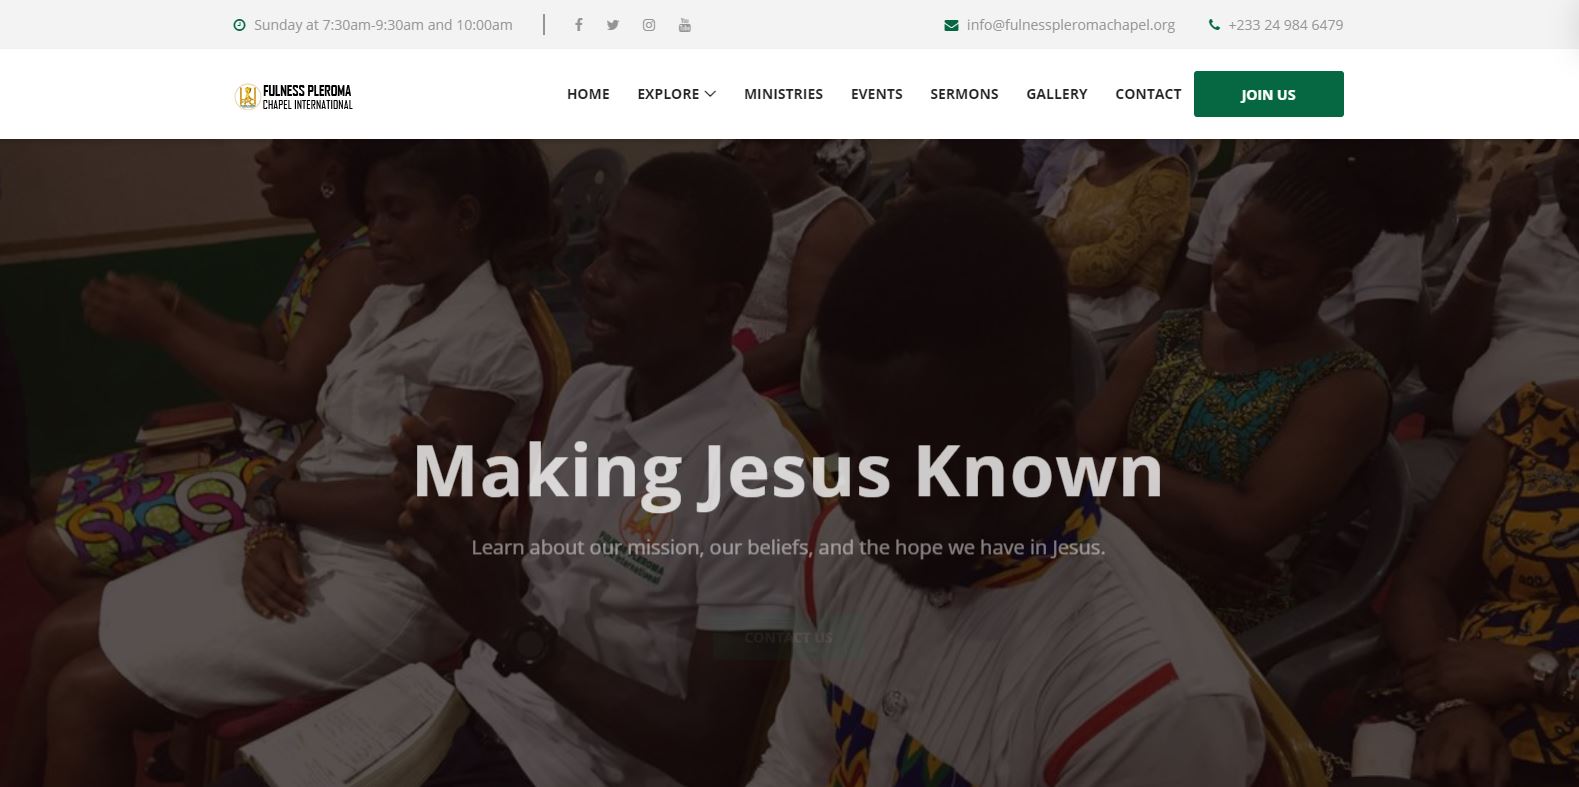 Sunday at 7:30am-9:30am and 10:00am
info@fulnesspleromachapel.org
+233 24 984 6479
FULNESS PLEROMA
CHAPEL INTERNATIONAL
HOME
EXPLORE
MINISTRIES
EVENTS
SERMONS
GALLERY
CONTACT
JOIN US
Making Jesus Known
Learn about our mission, our beliefs, and the hope we have in Jesus.
CONTACT US